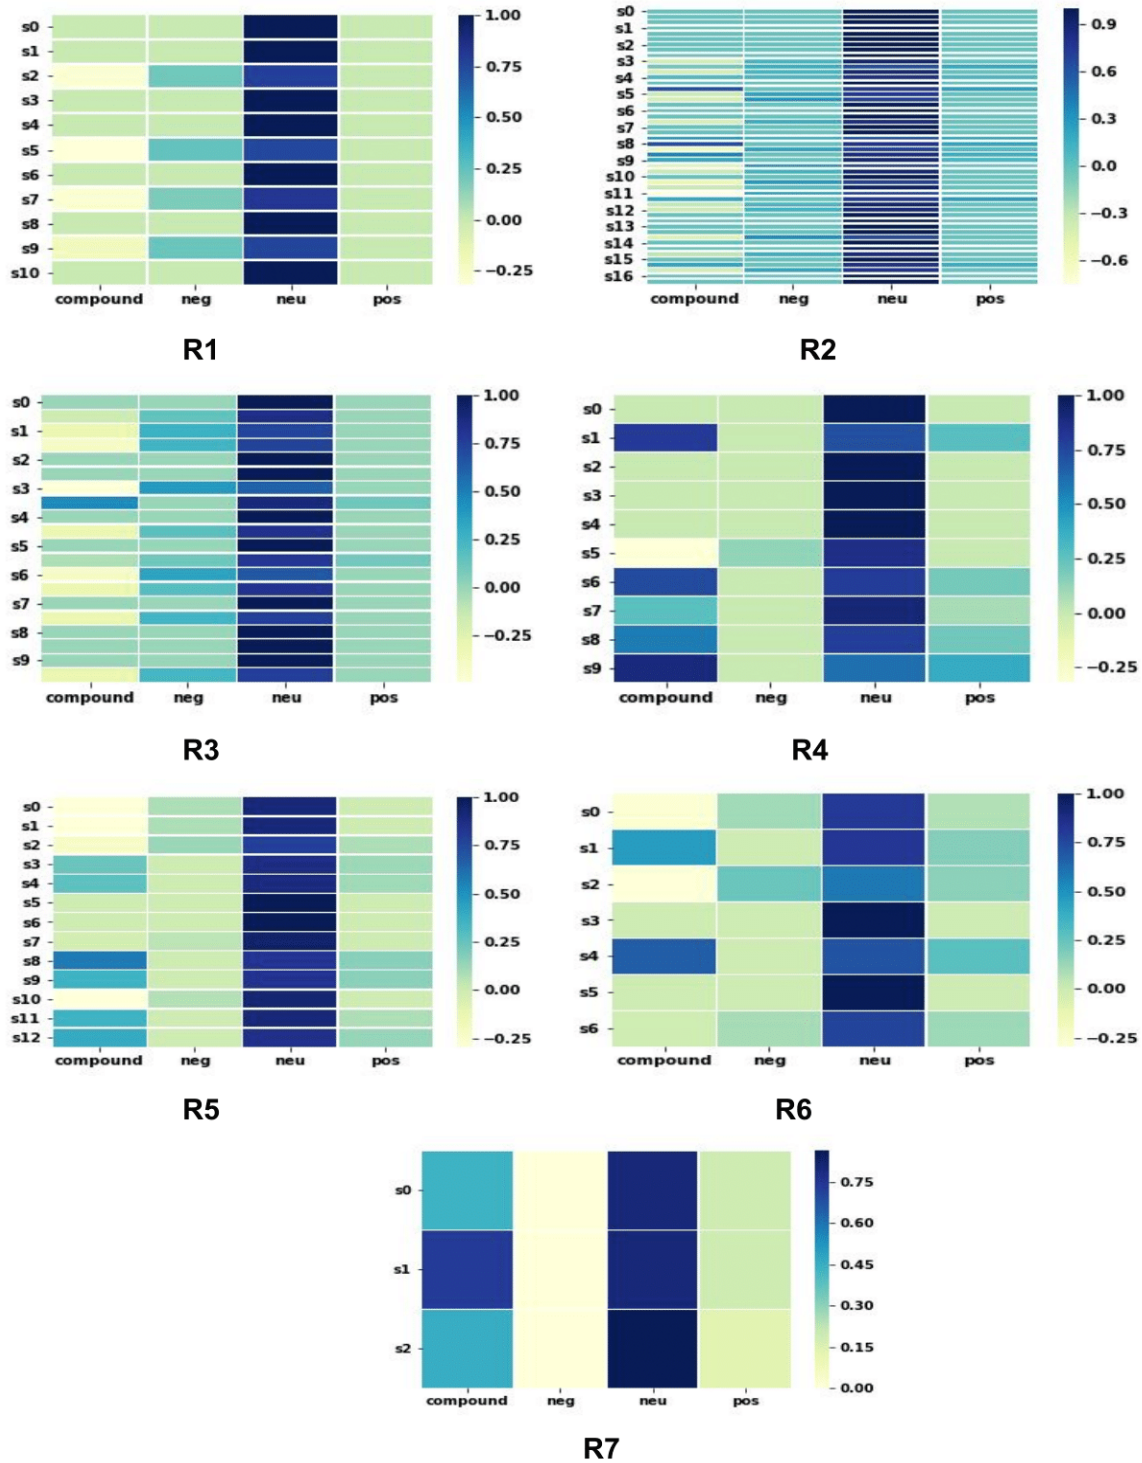 s0
s1
s2
s3
s4
s5
s6
s7
s8
s9
s10
compound neg neu pos
1.00
0.75
0.50
0.25
0.00
−0.25
R1
s0
s1
s2
s3
s4
s5
s6
s7
s8
s9
s10
s11
s12
s13
s14
s15
s16
compound neg neu pos
0.9
0.6
0.3
0.0
−0.3
−0.6
R2
s0
s1
s2
s3
s4
s5
s6
s7
s8
s9
compound neg neu pos
1.00
0.75
0.50
0.25
0.00
−0.25
R3
s0
s1
s2
s3
s4
s5
s6
s7
s8
s9
compound neg neu pos
1.00
0.75
0.50
0.25
0.00
−0.25
R4
s0
s1
s2
s3
s4
s5
s6
s7
s8
s9
s10
s11
s12
compound neg neu pos
1.00
0.75
0.50
0.25
0.00
−0.25
R5
s0
s1
s2
s3
s4
s5
s6
compound neg neu pos
1.00
0.75
0.50
0.25
0.00
−0.25
R6
s0
s1
s2
compound neg neu pos
0.75
0.60
0.45
0.30
0.15
0.00
R7